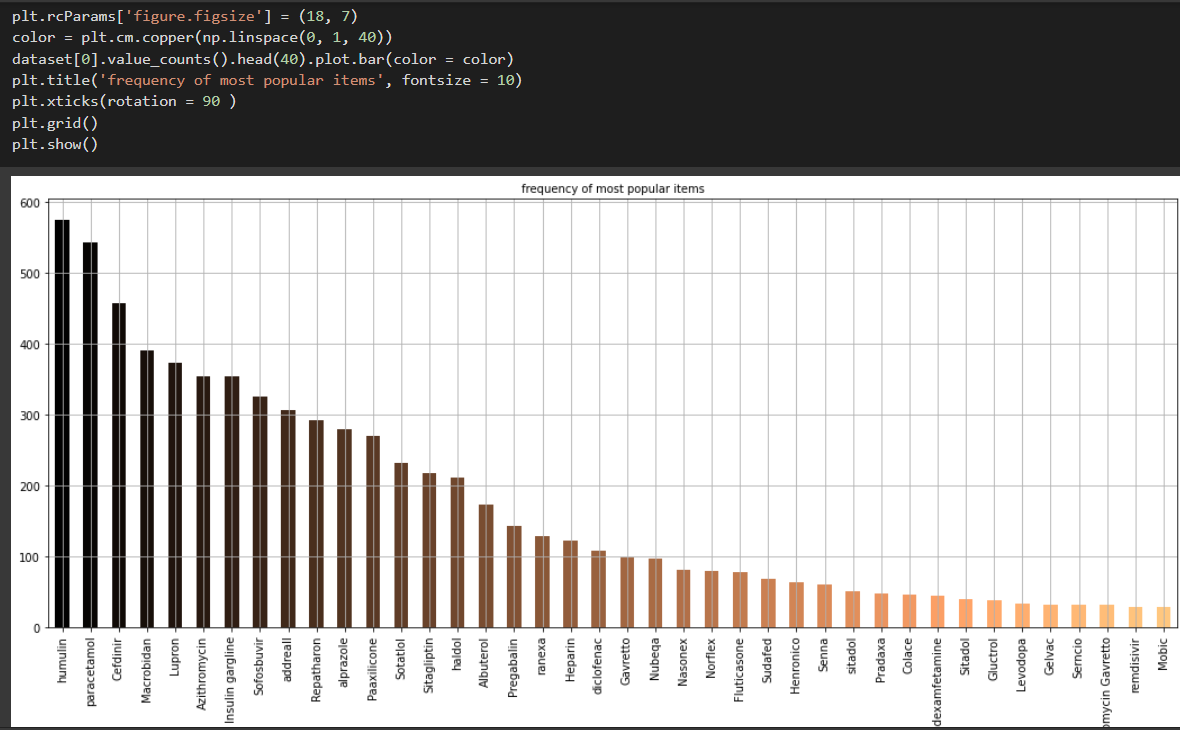 plt.rcParams['figure.figsize'] = (18, 7)
color = plt.cm.copper(np.linspace(0, 1, 40))
dataset[0].value_counts().head(40).plot.bar(color = color)
plt.title('frequency of most popular items', fontsize = 10)
plt.xticks(rotation = 90 )
plt.grid()
plt.show()
frequency of most popular items
600
500
400
300
200
100
0
humulin
paracetamol
Cefdinir
Macrobidan
Lupron
Azithromycin
Insulin gargline
Sofosbuvir
addreall
Repatharon
alprazole
Paaxilicone
Sotatlol
Sitagliptin
haldol
Albuterol
Pregabalin
ranexa
Heparin
diclofenac
Gavretto
Nubeqa
Nasonex
Norflex
Fluticasone
Sudafed
Henronico
Senna
sitadol
Pradaxa
Colace
dexamfetamine
Sitadol
Gluctrol
Levodopa
Gelvac
Serncio
omycin Gavretto
remdisivir
Mobic